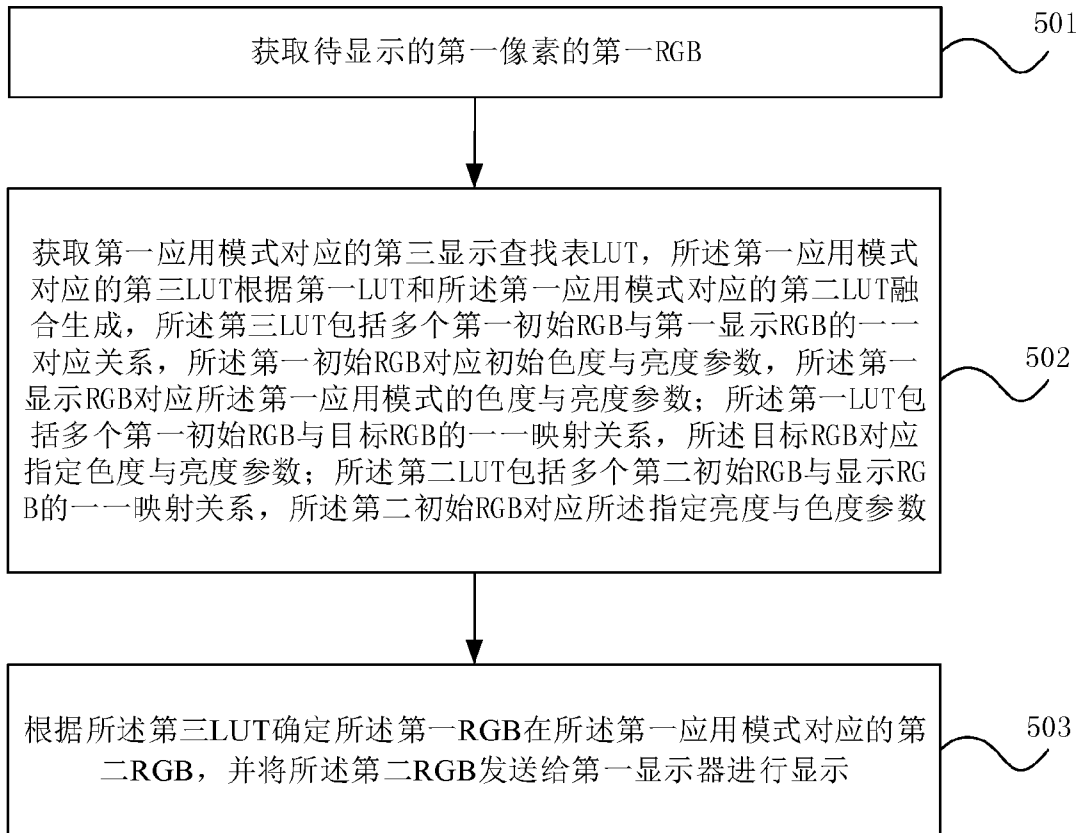 获取待显示的第一像素的第一RGB
501
获取第一应用模式对应的第三显示查找表LUT，所述第一应用模式
对应的第三LUT根据第一LUT和所述第一应用模式对应的第二LUT融
合生成，所述第三LUT包括多个第一初始RGB与第一显示RGB的一一
对应关系，所述第一初始RGB对应初始色度与亮度参数，所述第一
显示RGB对应所述第一应用模式的色度与亮度参数；所述第一LUT包
括多个第一初始RGB与目标RGB的一一映射关系，所述目标RGB对应
指定色度与亮度参数；所述第二LUT包括多个第二初始RGB与显示RG
B的一一映射关系，所述第二初始RGB对应所述指定亮度与色度参数
502
根据所述第三LUT确定所述第一RGB在所述第一应用模式对应的第
二RGB，并将所述第二RGB发送给第一显示器进行显示
503